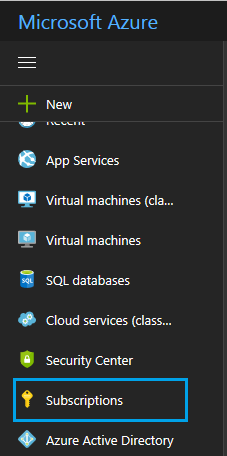 Microsoft Azure
New
Recent
App Services
Virtual machines (cla...
Virtual machines
SQL databases
Cloud services (class...
Security Center
Subscriptions
Azure Active Directory